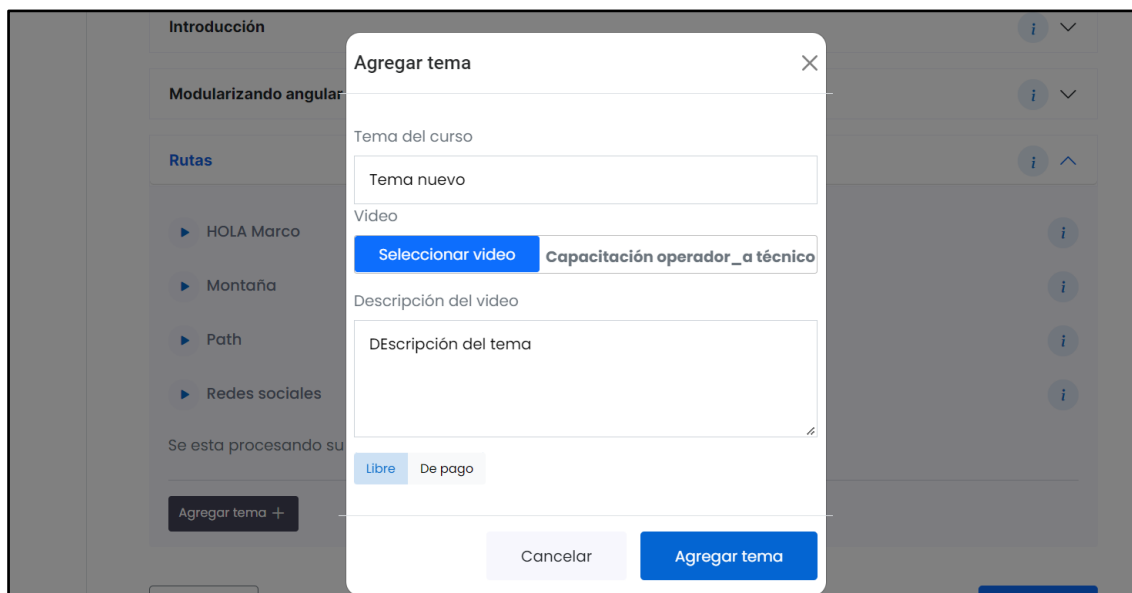 Introducción
i
Agregar tema
Modularizando angular
i
Tema del curso
Rutas
i
Tema nuevo
Video
HOLA Marco
i
Seleccionar video Capacitación operador_a técnico
Montaña
i
Descripción del video
Path
DEscripción del tema
i
Redes sociales
i
Se esta procesando su
Libre De pago
Agregar tema +
Cancelar Agregar tema